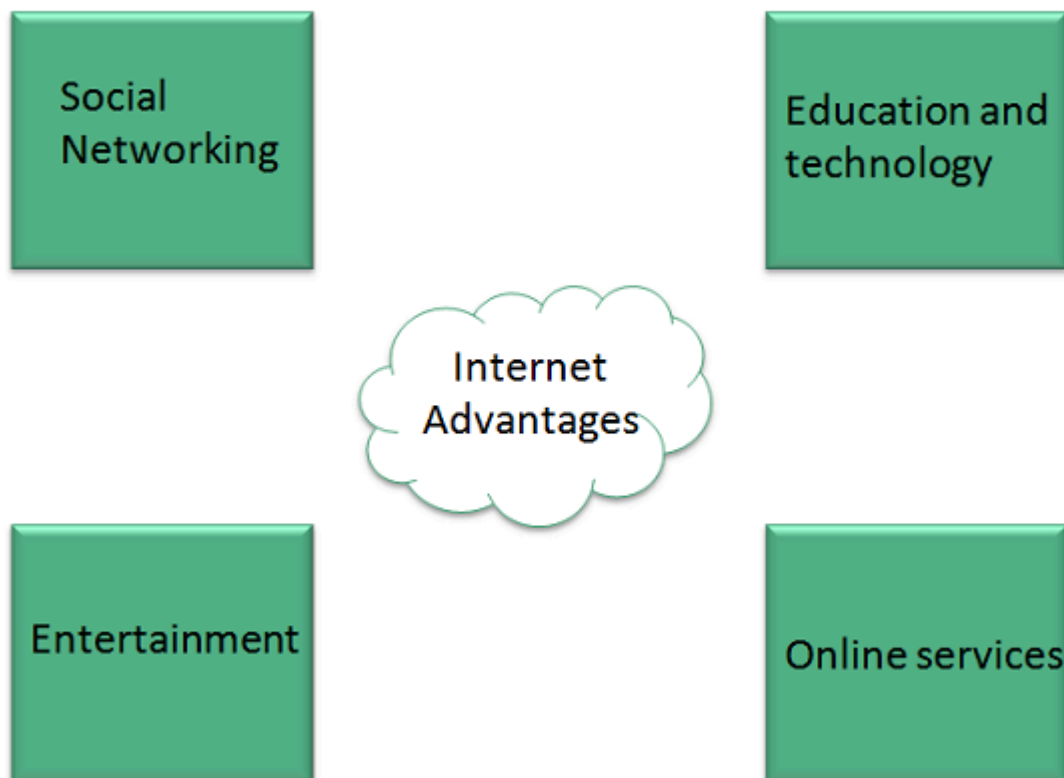 Social
Networking
Education and
technology
Internet
Advantages
Entertainment
Online services